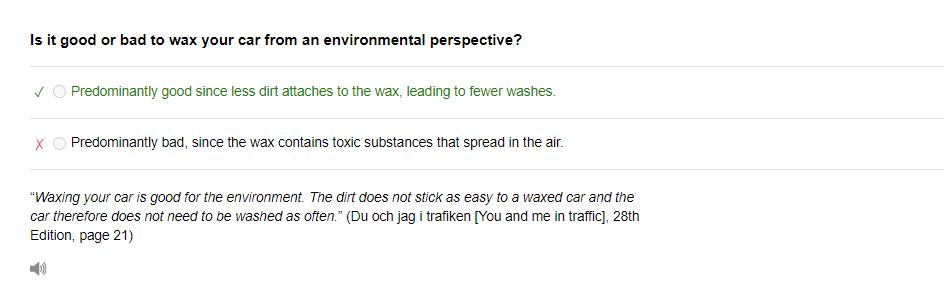 Is it good or bad to wax your car from an environmental perspective?
✓ Predominantly good since less dirt attaches to the wax, leading to fewer washes.
X Predominantly bad, since the wax contains toxic substances that spread in the air.
“Waxing your car is good for the environment. The dirt does not stick as easy to a waxed car and the
car therefore does not need to be washed as often.” (Du och jag i trafiken [You and me in traffic], 28th
Edition, page 21)